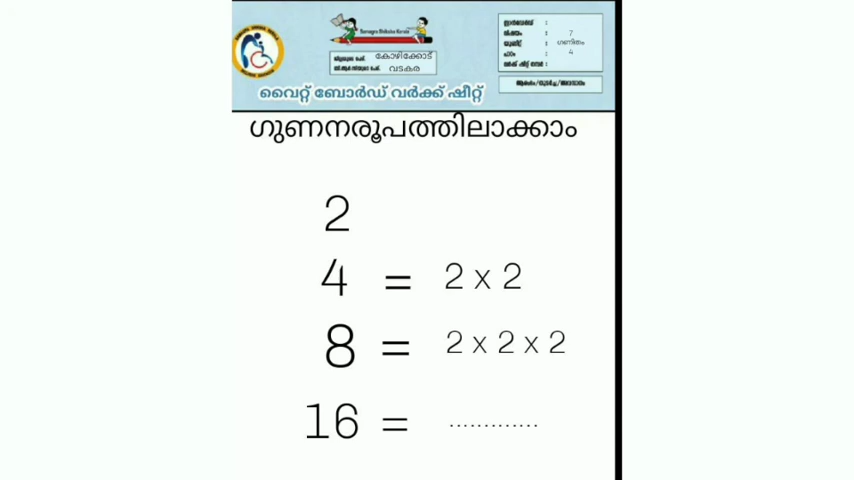 Samagra Shiksha Kerala
കോഴിക്കോട്
വടകര
7
ഗണിതം
4
വൈറ്റ് ബോർഡ് വർക്ക് ഷീറ്റ്
ഗുണനരൂപത്തിലാക്കാം
2
4 = 2 x 2
8 = 2 x 2 x 2
16 = .............